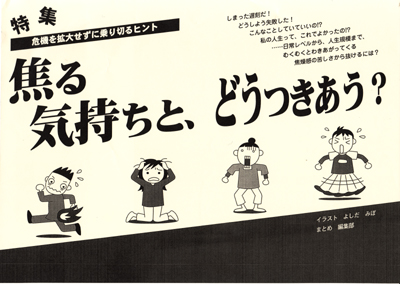 特集
危機を拡大せずに乗り切るヒント
焦る
気持ちと、どうつきあう？
しまった遅刻だ！
どうしよう失敗した！
こんなことしていていいの!?
私の人生って、これでよかったの!?
……日常レベルから、人生規模まで、
むくむくとわきあがってくる
焦燥感の苦しさから抜けるには？
イラスト　よしだ　みぽ
まとめ　編集部